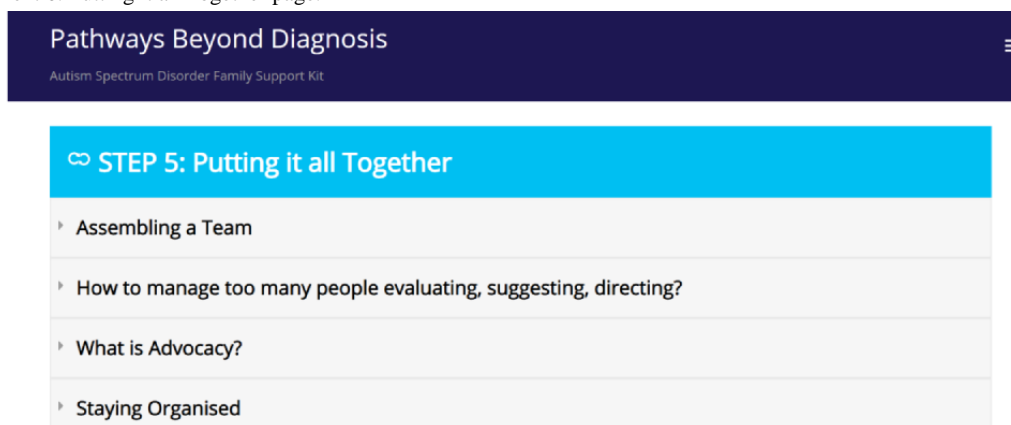 Pathways Beyond Diagnosis
Autism Spectrum Disorder Family Support Kit
STEP 5: Putting it all Together
Assembling a Team
How to manage too many people evaluating, suggesting, directing?
What is Advocacy?
Staying Organised